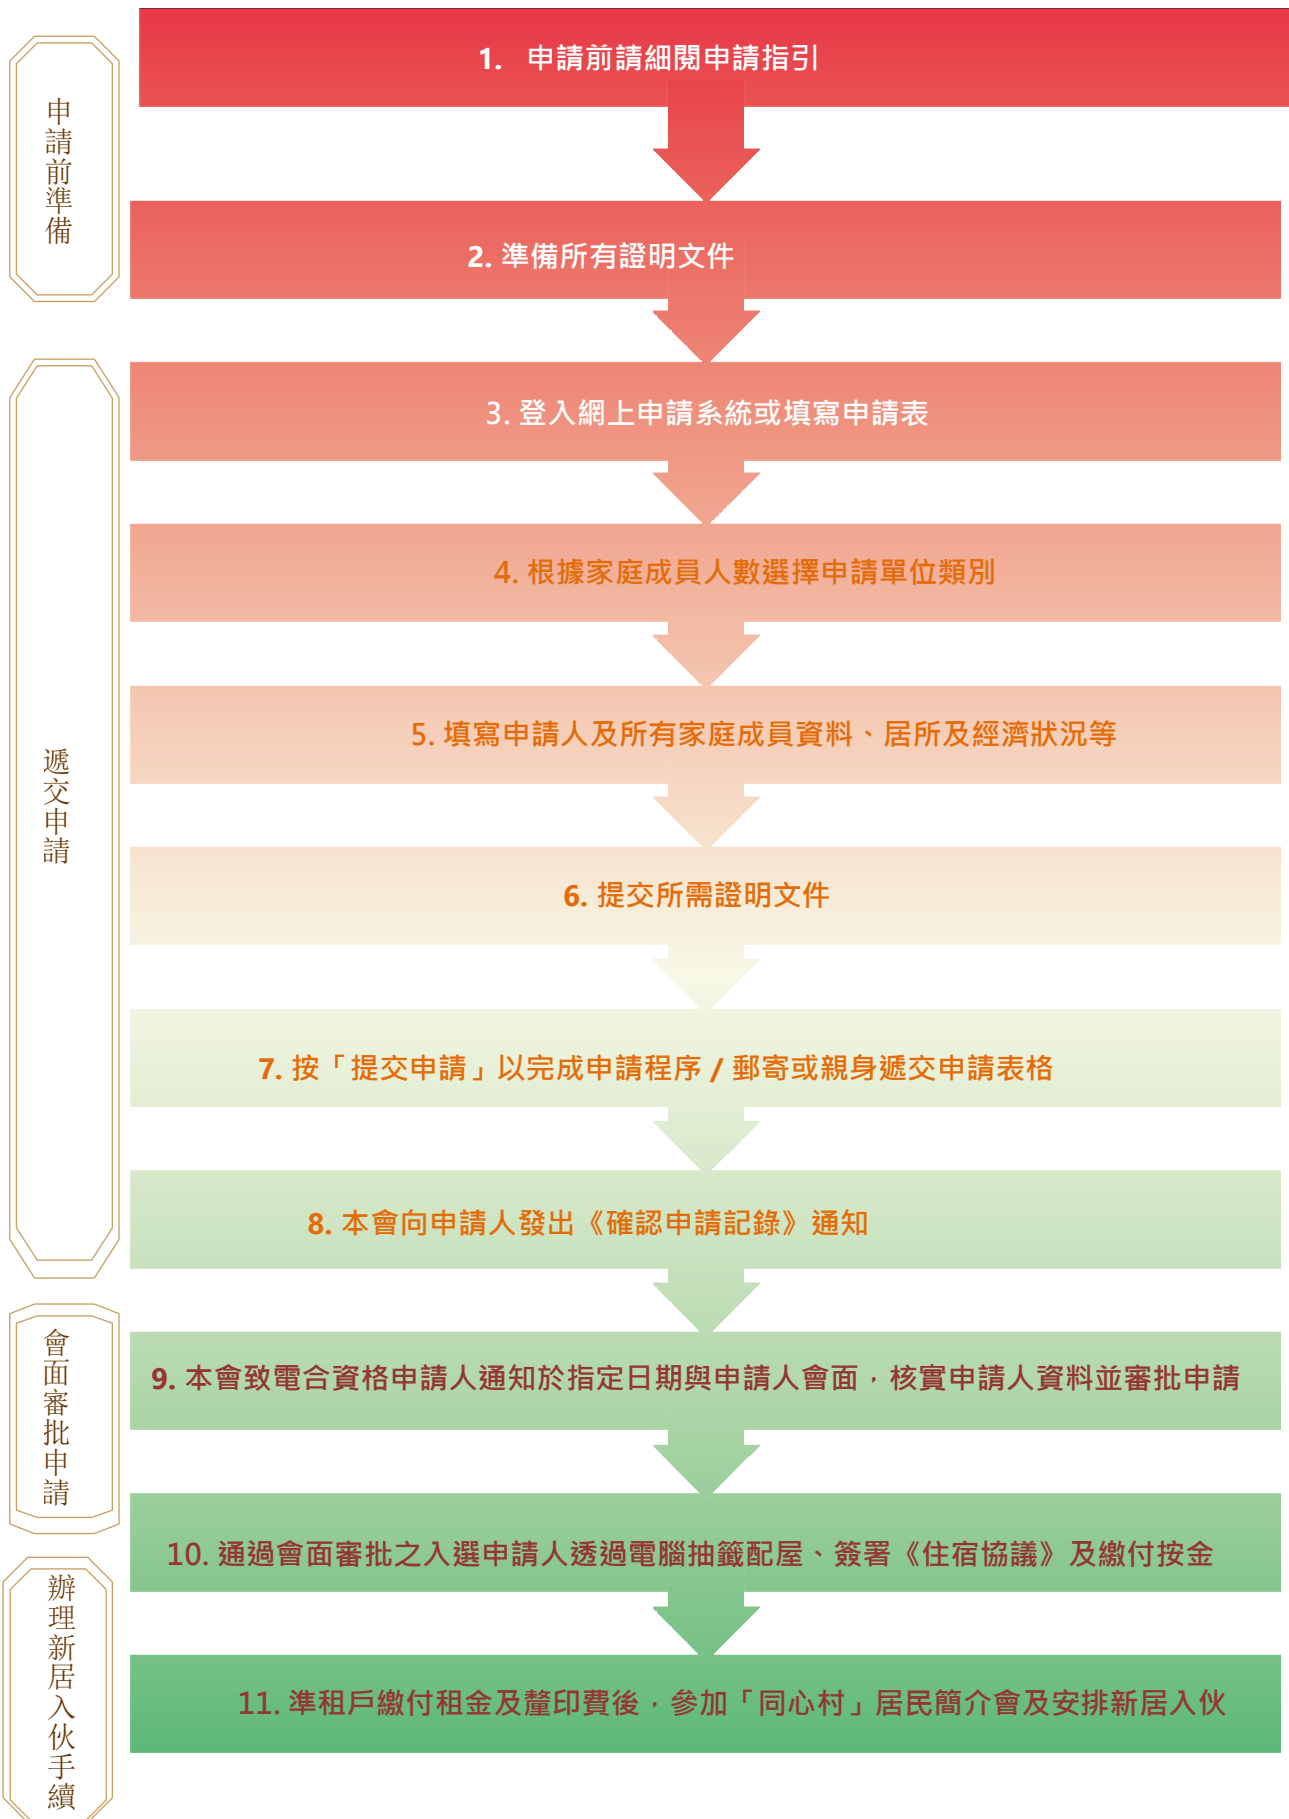 申請前準備
1. 申請前請細閱申請指引
2. 準備所有證明文件
遞交申請
3. 登入網上申請系統或填寫申請表
4. 根據家庭成員人數選擇申請單位類別
5. 填寫申請人及所有家庭成員資料、居所及經濟狀況等
6. 提交所需證明文件
7. 按「提交申請」以完成申請程序 / 郵寄或親身遞交申請表格
8. 本會向申請人發出《確認申請記錄》通知
會面審批申請
9. 本會致電合資格申請人通知於指定日期與申請人會面，核實申請人資料並審批申請
10. 通過會面審批之入選申請人透過電腦抽籤配屋、簽署《住宿協議》及繳付按金
辦理新居入伙手續
11. 準租戶繳付租金及釐印費後，參加「同心村」居民簡介會及安排新居入伙